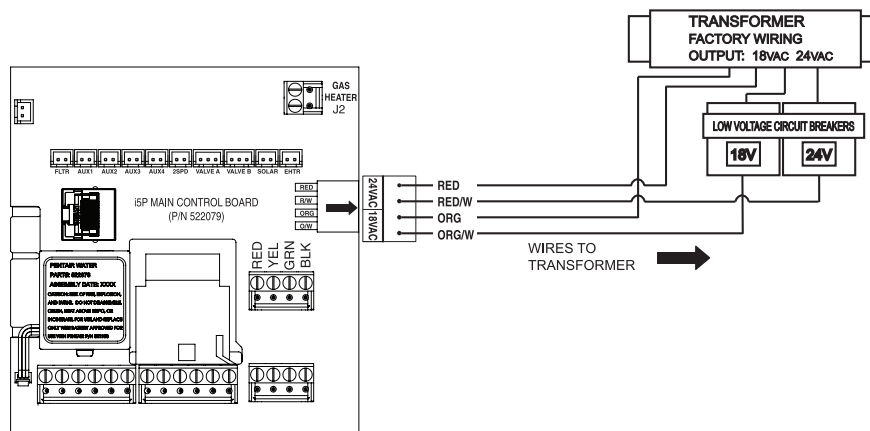 TRANSFORMER
FACTORY WIRING
OUTPUT: 18VAC 24VAC
LOW VOLTAGE CIRCUIT BREAKERS
18V
24V
GAS
HEATER
J2
FLTR AUX1 AUX2 AUX3 AUX4 2SPD VALVE A VALVE B SOLAR EHTR
i5P MAIN CONTROL BOARD
(P/N 522079)
RED
R/W
ORG
O/W
24VAC
18VAC
RED
RED/W
ORG
ORG/W
WIRES TO
TRANSFORMER
RED
YEL
GRN
BLK
PENTAIR WATER
ASSEMBLY DATE: XXXX